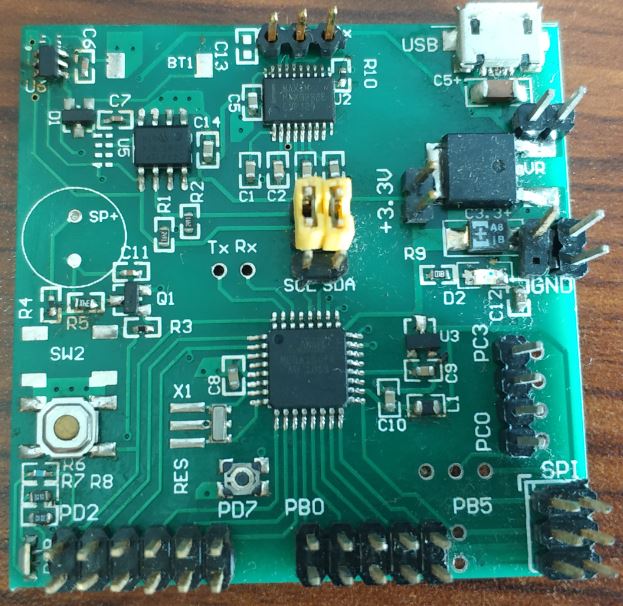 C6
BT1
C13
USB
R10
C5+
C7
D1
C5
U2
U5
C14
VR
C1
C2
R1
R2
+3.3V
C3.3+
A8
SP+
Tx Rx
C11
R9
D2
C12
GND
SCL SDA
R4
R5
Q1
R3
U3
PC3
SW2
X1
C8
C9
L1
C10
PC0
RES
R6
R7 R8
SPI
PD2
PD7
PB0
PB5